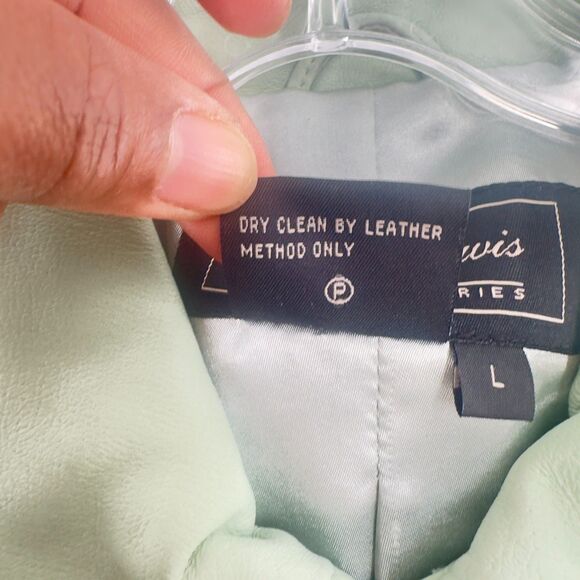 DRY CLEAN BY LEATHER
METHOD ONLY
P
L